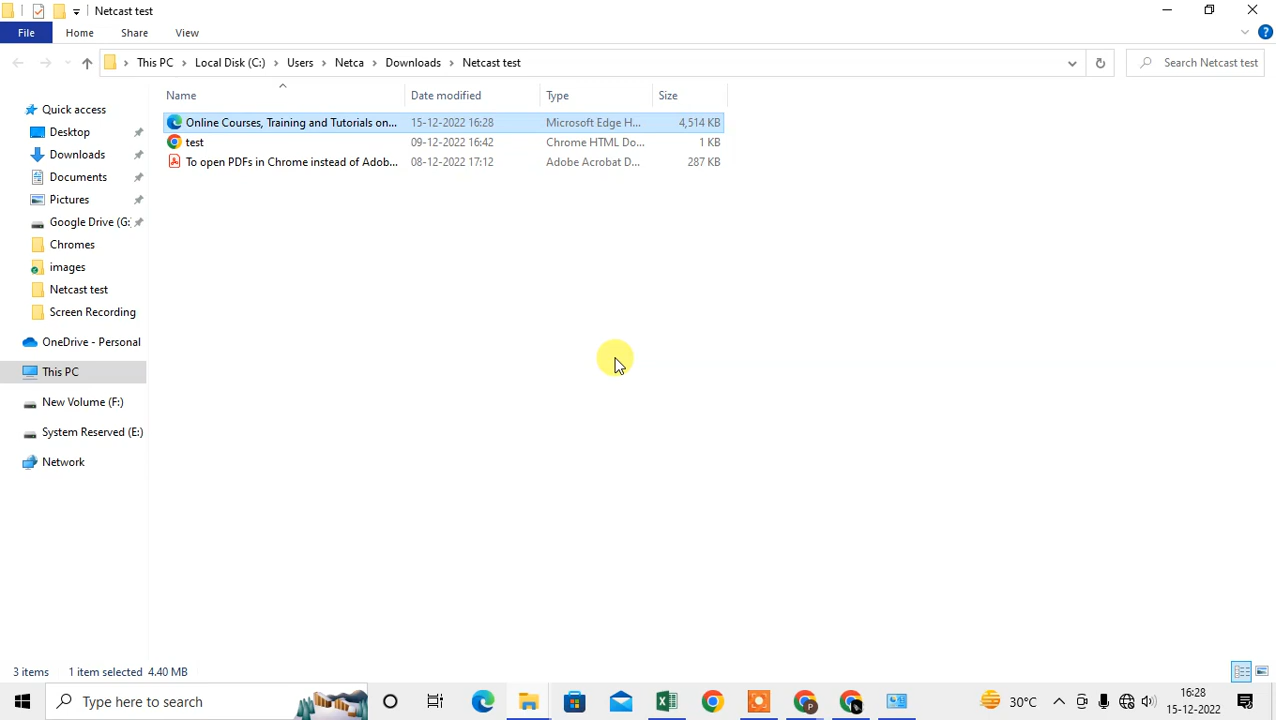 Netcast test
File Home Share View
This PC Local Disk (C:) Users Netca Downloads Netcast test Search Netcast test
Name Date modified Type Size
Quick access
Desktop
Downloads
Documents
Pictures
Google Drive (G:
Chromes
images
Netcast test
Screen Recording
OneDrive - Personal
This PC
New Volume (F:)
System Reserved (E:)
Network
Online Courses, Training and Tutorials on... 15-12-2022 16:28 Microsoft Edge H... 4,514 KB
test 09-12-2022 16:42 Chrome HTML Do... 1 KB
To open PDFs in Chrome instead of Adob... 08-12-2022 17:12 Adobe Acrobat D... 287 KB
3 items 1 item selected 4.40 MB
Type here to search 30°C 16:28
15-12-2022